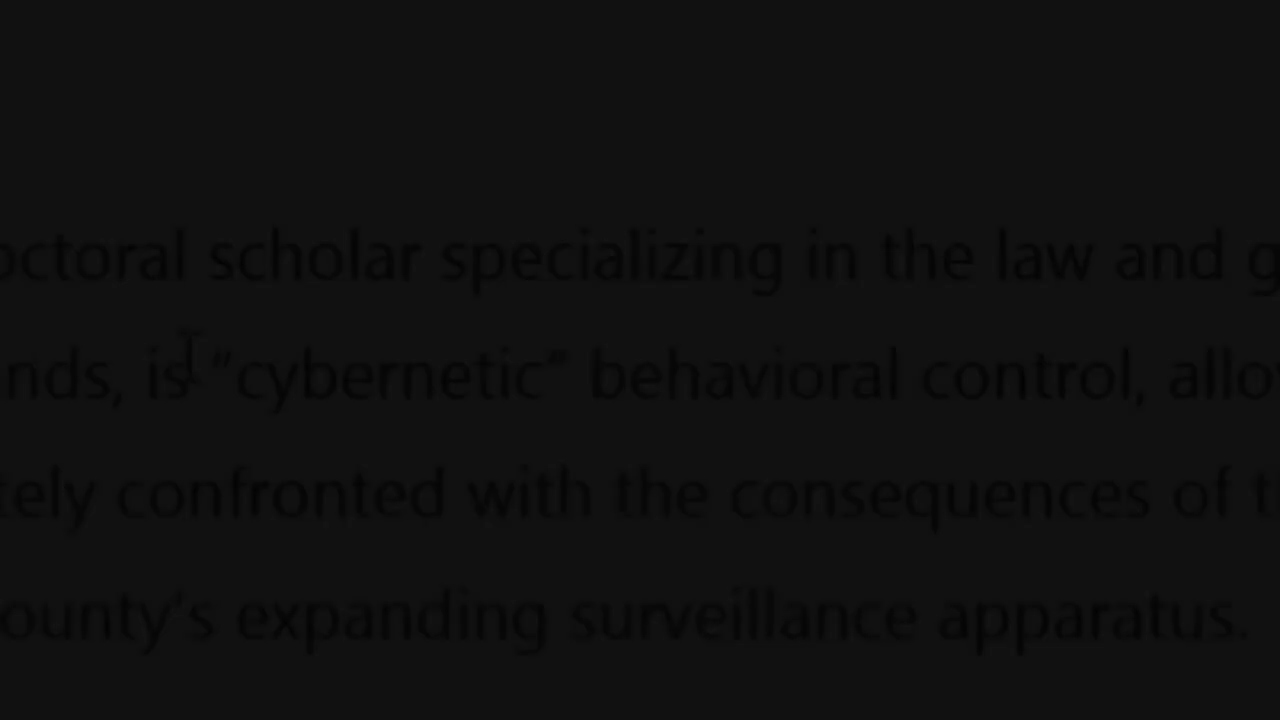 octoral scholar specializing in the law and g
nds, is "cybernetic" behavioral control, allo
tely confronted with the consequences of t
ounty's expanding surveillance apparatus.